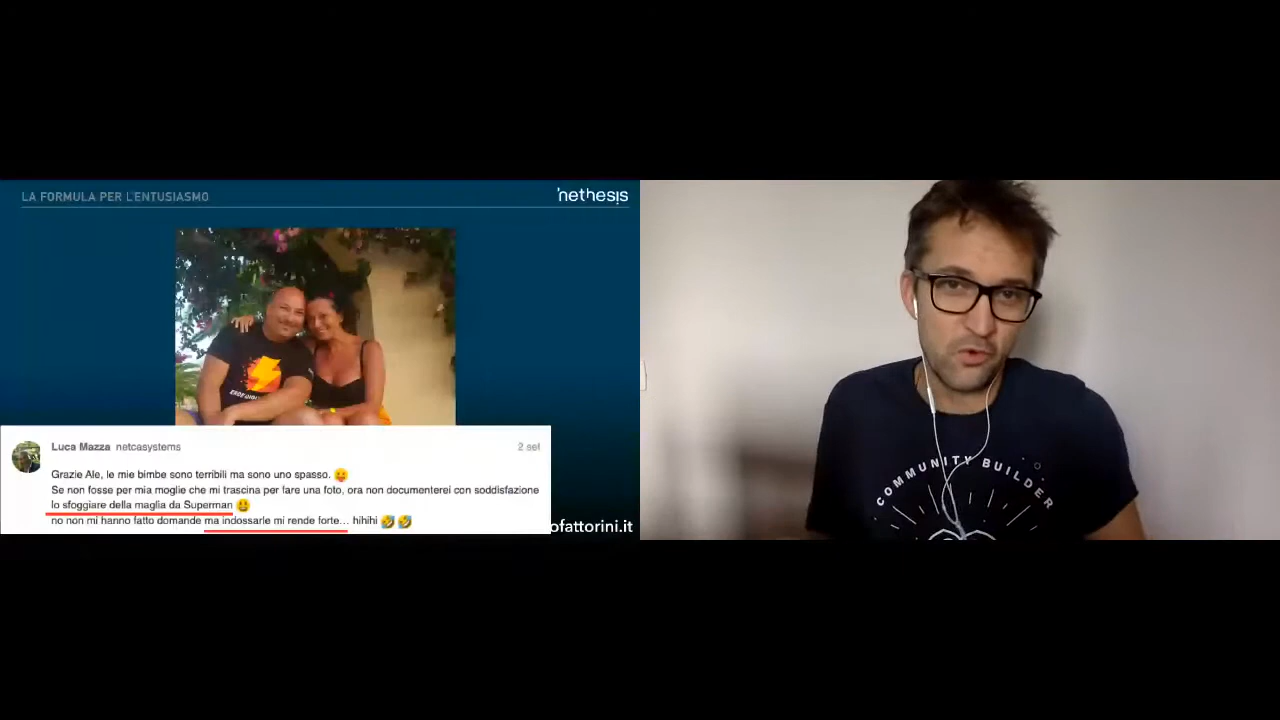 LA FORMULA PER L'ENTUSIASMO
nethesis
Luca Mazza netcasystems
2 set
Grazie Ale, le mie bimbe sono terribili ma sono uno spasso. 😛
Se non fosse per mia moglie che mi trascina per fare una foto, ora non documenterei con soddisfazione
lo sfoggiare della maglia da Superman 😃
no non mi hanno fatto domande ma indossarle mi rende forte... hihihi 🤣 🤣
ofattorini.it
COMMUNITY BUILDER